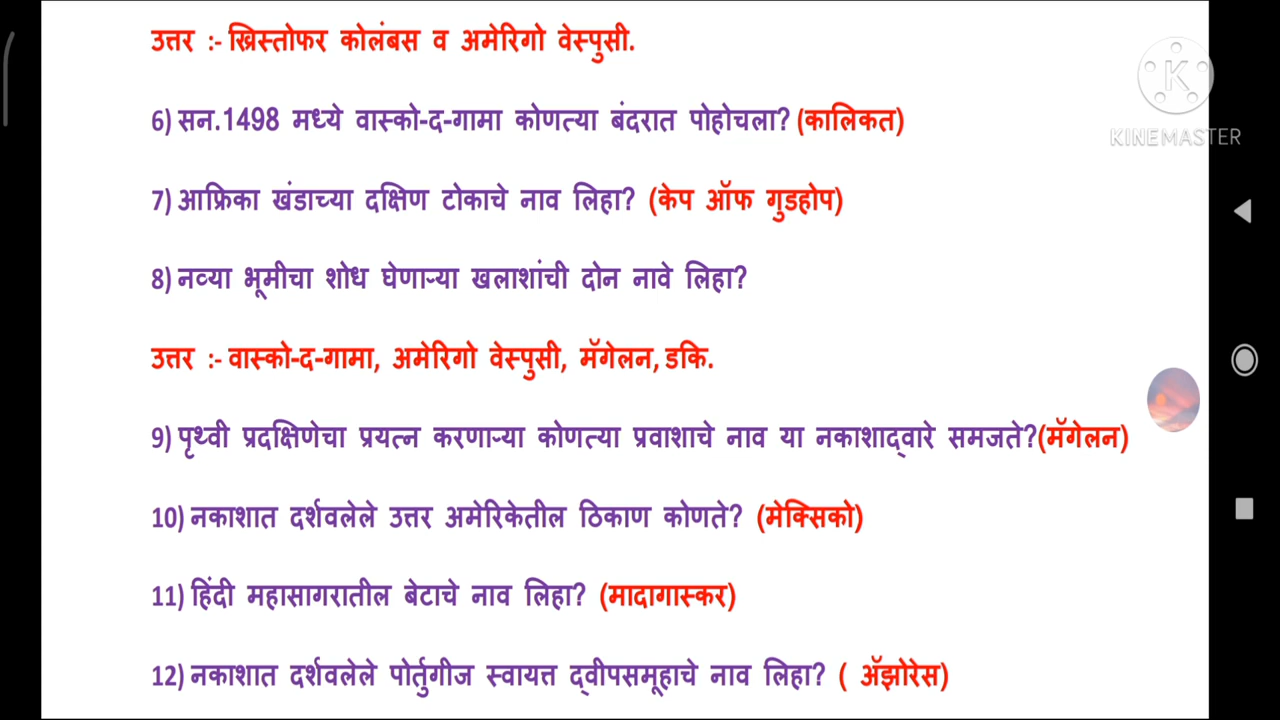 उत्तर :- ख्रिस्तोफर कोलंबस व अमेरिगो वेस्पुसी.
6) सन.1498 मध्ये वास्को-द-गामा कोणत्या बंदरात पोहोचला? (कालिकत)
7) आफ्रिका खंडाच्या दक्षिण टोकाचे नाव लिहा? (केप ऑफ गुडहोप)
8) नव्या भूमीचा शोध घेणाऱ्या खलाशांची दोन नावे लिहा?
उत्तर :- वास्को-द-गामा, अमेरिगो वेस्पुसी, मॅगेलन, डकि.
9) पृथ्वी प्रदक्षिणेचा प्रयत्न करणाऱ्या कोणत्या प्रवाशाचे नाव या नकाशाद्‌वारे समजते?(मॅगेलन)
10) नकाशात दर्शवलेले उत्तर अमेरिकेतील ठिकाण कोणते? (मेक्सिको)
11) हिंदी महासागरातील बेटाचे नाव लिहा? (मादागास्कर)
12) नकाशात दर्शवलेले पोर्तुगीज स्वायत्त द्‌वीपसमूहाचे नाव लिहा? ( ॲझोरेस)
K
KINEMASTER